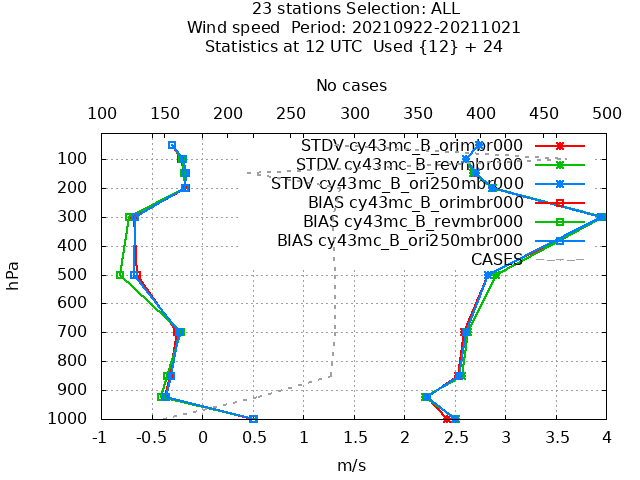 23 stations Selection: ALL
Wind speed  Period: 20210922-20211021
Statistics at 12 UTC  Used {12} + 24
No cases
100 150 200 250 300 350 400 450 500
STDV cy43mc_B_orimbr000
100
STDV cy43mc_B_revmbr000
STDV cy43mc_B_ori250mbr000
200
BIAS cy43mc_B_orimbr000
300
BIAS cy43mc_B_revmbr000
400
BIAS cy43mc_B_ori250mbr000
CASES
500
600
700
800
900
1000
hPa
-1 -0.5 0 0.5 1 1.5 2 2.5 3 3.5 4
m/s